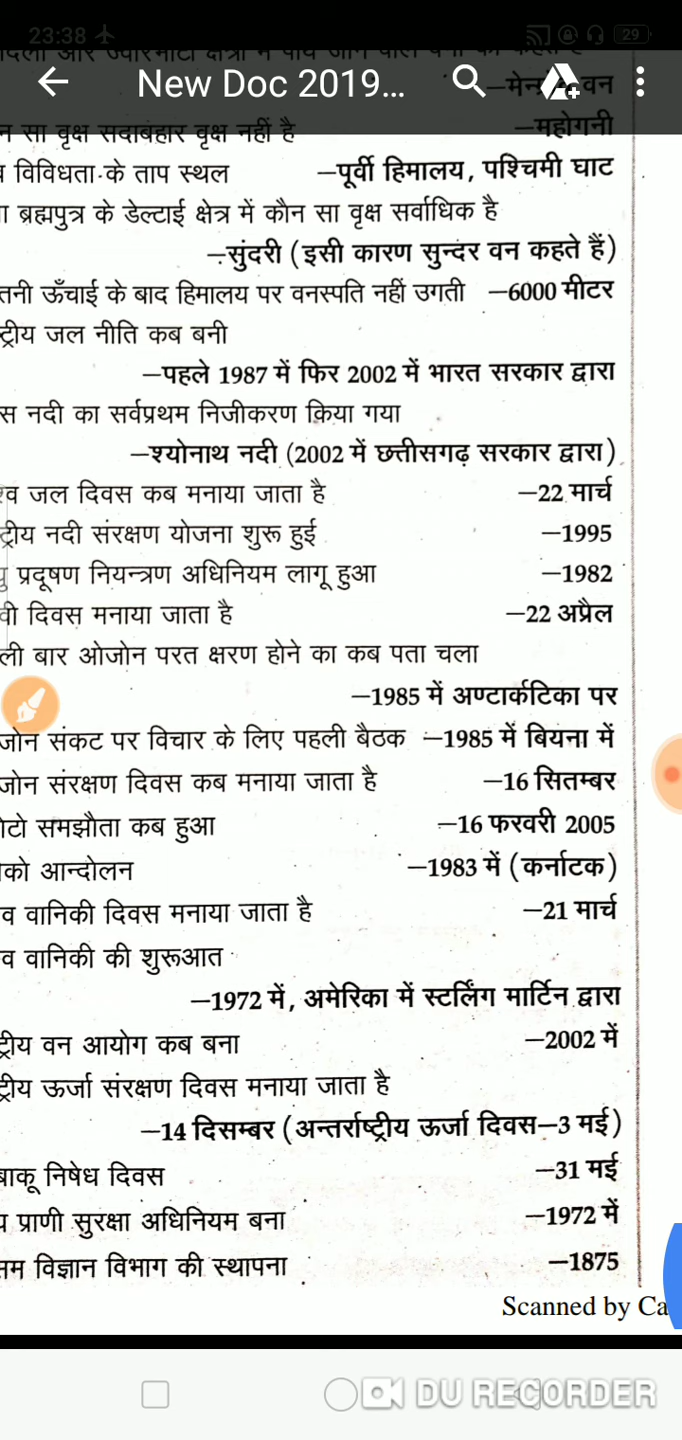 23:38 29
New Doc 2019...
–मेन वन
न सा वृक्ष सदाबहार वृक्ष नहीं है –महोगनी
विविधता के ताप स्थल –पूर्वी हिमालय, पश्चिमी घाट
ा ब्रह्मपुत्र के डेल्टाई क्षेत्र में कौन सा वृक्ष सर्वाधिक है
–सुंदरी (इसी कारण सुन्दर वन कहते हैं)
तनी ऊँचाई के बाद हिमालय पर वनस्पति नहीं उगती –6000 मीटर
ट्रीय जल नीति कब बनी
–पहले 1987 में फिर 2002 में भारत सरकार द्वारा
स नदी का सर्वप्रथम निजीकरण किया गया
–श्योनाथ नदी (2002 में छत्तीसगढ़ सरकार द्वारा)
व जल दिवस कब मनाया जाता है –22 मार्च
ट्रीय नदी संरक्षण योजना शुरू हुई –1995
यु प्रदूषण नियन्त्रण अधिनियम लागू हुआ –1982
वी दिवस मनाया जाता है –22 अप्रैल
ली बार ओजोन परत क्षरण होने का कब पता चला
–1985 में अण्टार्कटिका पर
जोन संकट पर विचार के लिए पहली बैठक –1985 में बियना में
जोन संरक्षण दिवस कब मनाया जाता है –16 सितम्बर
ोटो समझौता कब हुआ –16 फरवरी 2005
को आन्दोलन –1983 में (कर्नाटक)
व वानिकी दिवस मनाया जाता है –21 मार्च
व वानिकी की शुरूआत
–1972 में, अमेरिका में स्टर्लिंग मार्टिन द्वारा
ट्रीय वन आयोग कब बना –2002 में
ट्रीय ऊर्जा संरक्षण दिवस मनाया जाता है
–14 दिसम्बर (अन्तर्राष्ट्रीय ऊर्जा दिवस–3 मई)
बाकू निषेध दिवस –31 मई
य प्राणी सुरक्षा अधिनियम बना –1972 में
सम विज्ञान विभाग की स्थापना –1875
Scanned by Ca
DU RECORDER